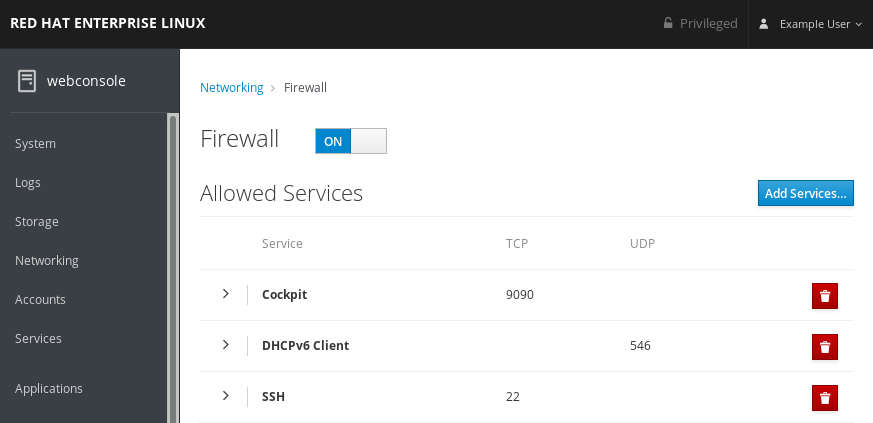 RED HAT ENTERPRISE LINUX
Privileged
Example User
webconsole
System
Logs
Storage
Networking
Accounts
Services
Applications
Networking > Firewall
Firewall ON
Allowed Services
Add Services...
Service TCP UDP
Cockpit 9090
DHCPv6 Client 546
SSH 22